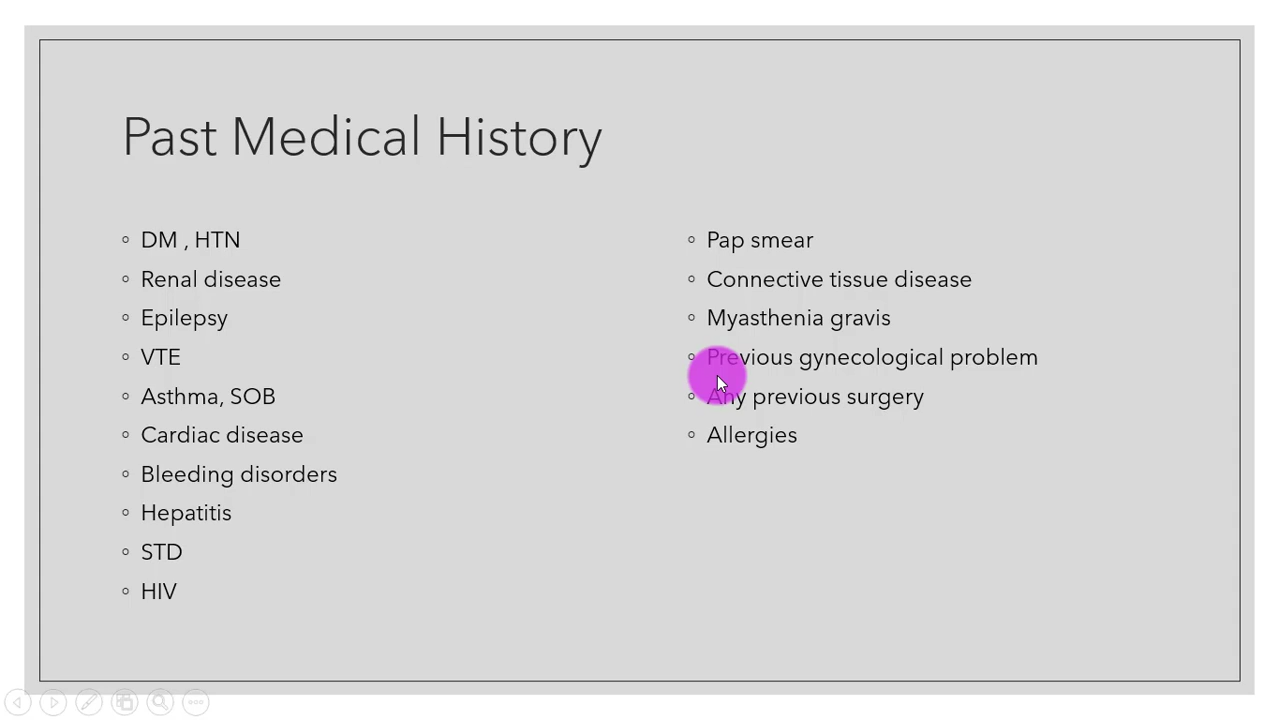 Past Medical History
DM , HTN
Renal disease
Epilepsy
VTE
Asthma, SOB
Cardiac disease
Bleeding disorders
Hepatitis
STD
HIV
Pap smear
Connective tissue disease
Myasthenia gravis
Previous gynecological problem
Any previous surgery
Allergies